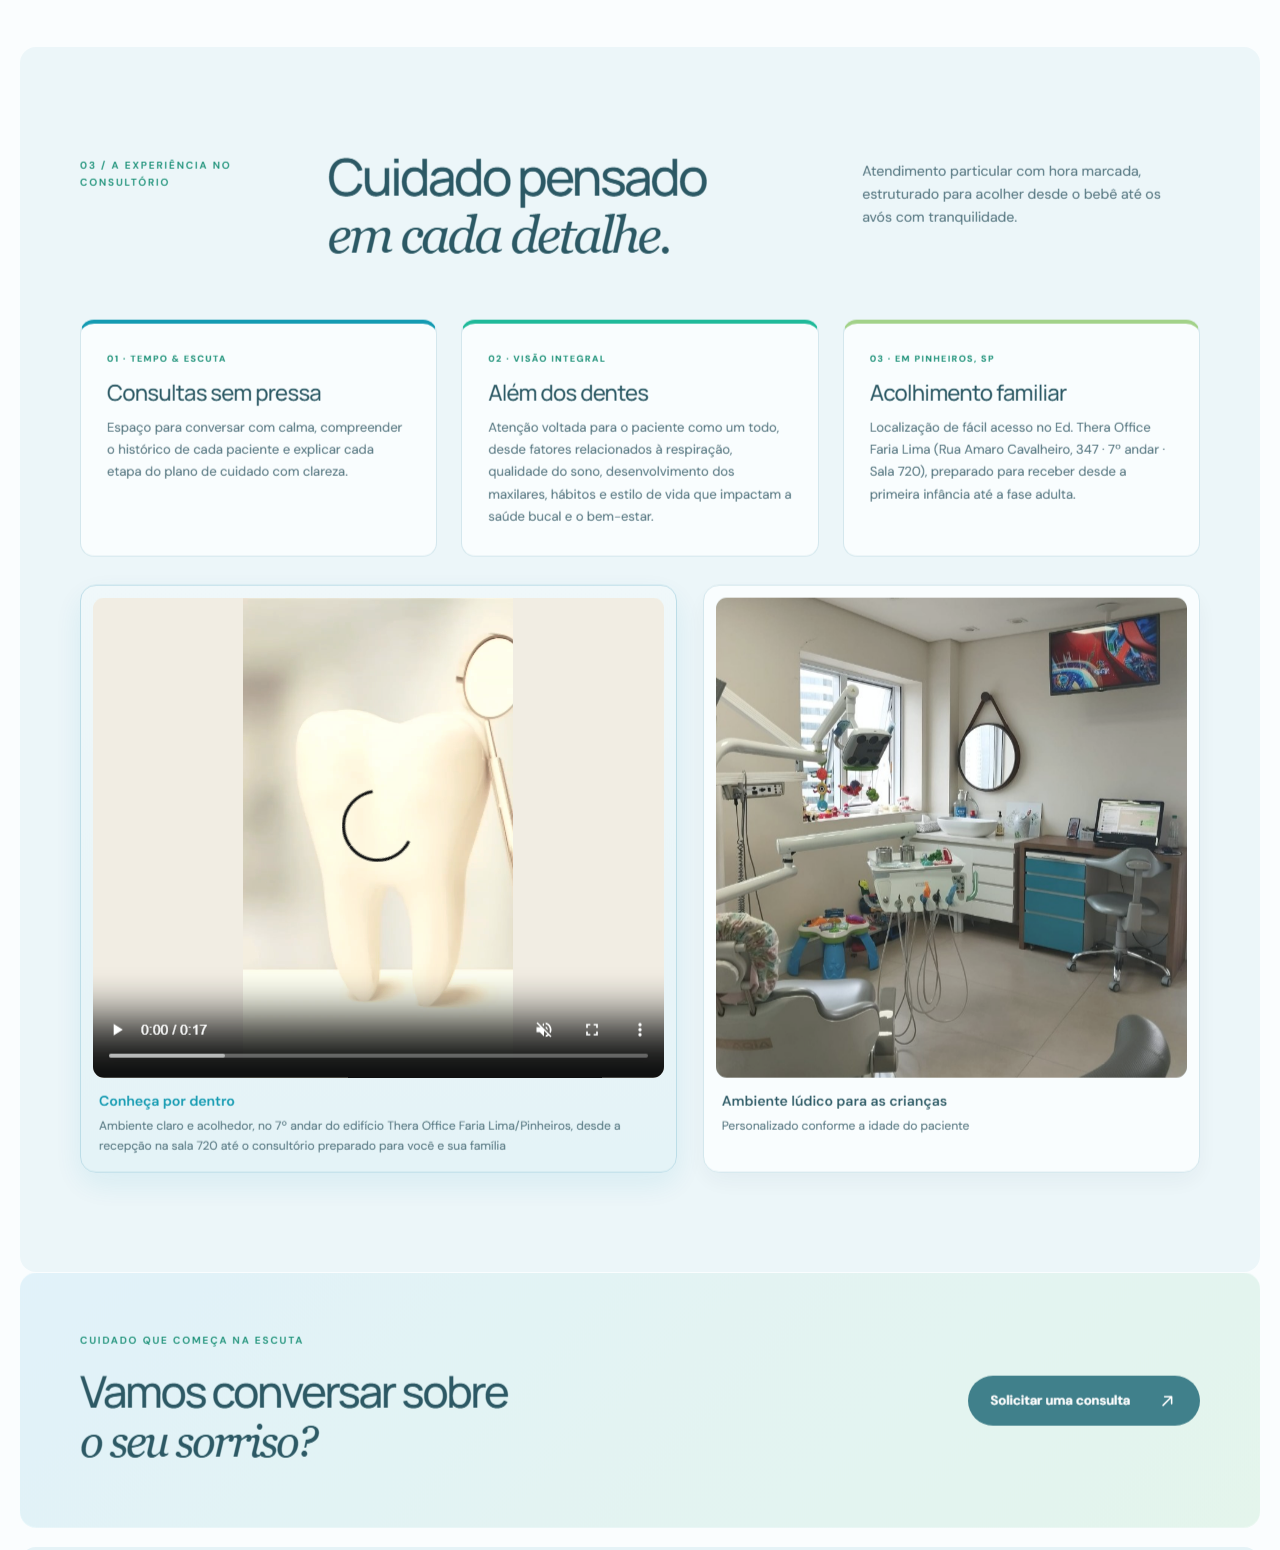 03 / A EXPERIÊNCIA NO
CONSULTÓRIO
Cuidado pensado
em cada detalhe.
Atendimento particular com hora marcada,
estruturado para acolher desde o bebê até os
avós com tranquilidade.
01 · TEMPO & ESCUTA
Consultas sem pressa
Espaço para conversar com calma, compreender
o histórico de cada paciente e explicar cada
etapa do plano de cuidado com clareza.
02 · VISÃO INTEGRAL
Além dos dentes
Atenção voltada para o paciente como um todo,
desde fatores relacionados à respiração,
qualidade do sono, desenvolvimento dos
maxilares, hábitos e estilo de vida que impactam a
saúde bucal e o bem-estar.
03 · EM PINHEIROS, SP
Acolhimento familiar
Localização de fácil acesso no Ed. Thera Office
Faria Lima (Rua Amaro Cavalheiro, 347 · 7º andar ·
Sala 720), preparado para receber desde a
primeira infância até a fase adulta.
0:00 / 0:17
Conheça por dentro
Ambiente claro e acolhedor, no 7º andar do edifício Thera Office Faria Lima/Pinheiros, desde a
recepção na sala 720 até o consultório preparado para você e sua família
Ambiente lúdico para as crianças
Personalizado conforme a idade do paciente
CUIDADO QUE COMEÇA NA ESCUTA
Vamos conversar sobre
o seu sorriso?
Solicitar uma consulta